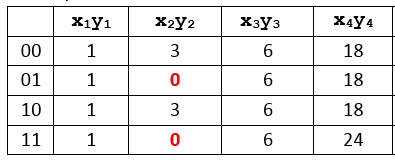 x₁y₁ x₂y₂ x₃y₃ x₄y₄
00 1 3 6 18
01 1 0 6 18
10 1 3 6 18
11 1 0 6 24